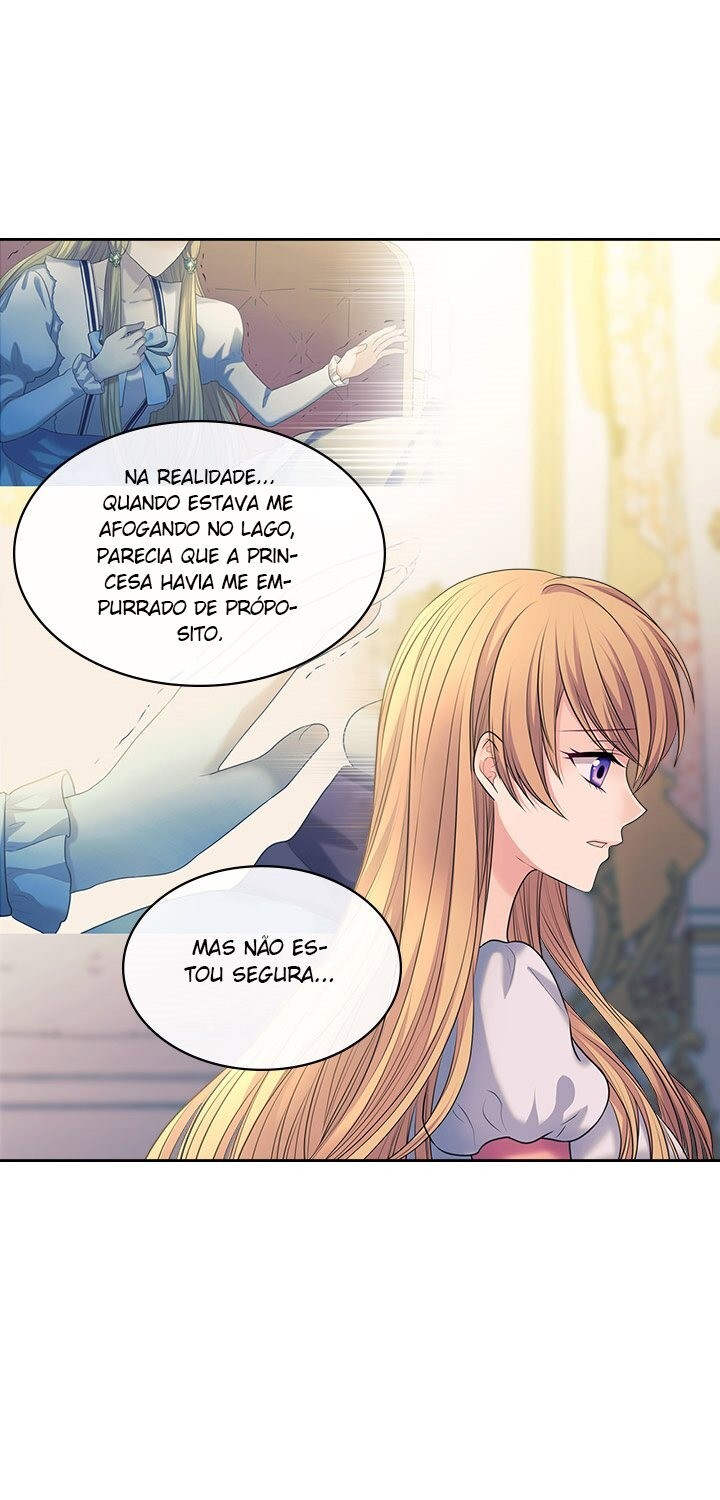 NA REALIDADE...
QUANDO ESTAVA ME
AFOGANDO NO LAGO,
PARECIA QUE A PRIN-
CESA HAVIA ME EM-
PURRADO DE PRÓPO-
SITO.
MAS NÃO ES-
TOU SEGURA...